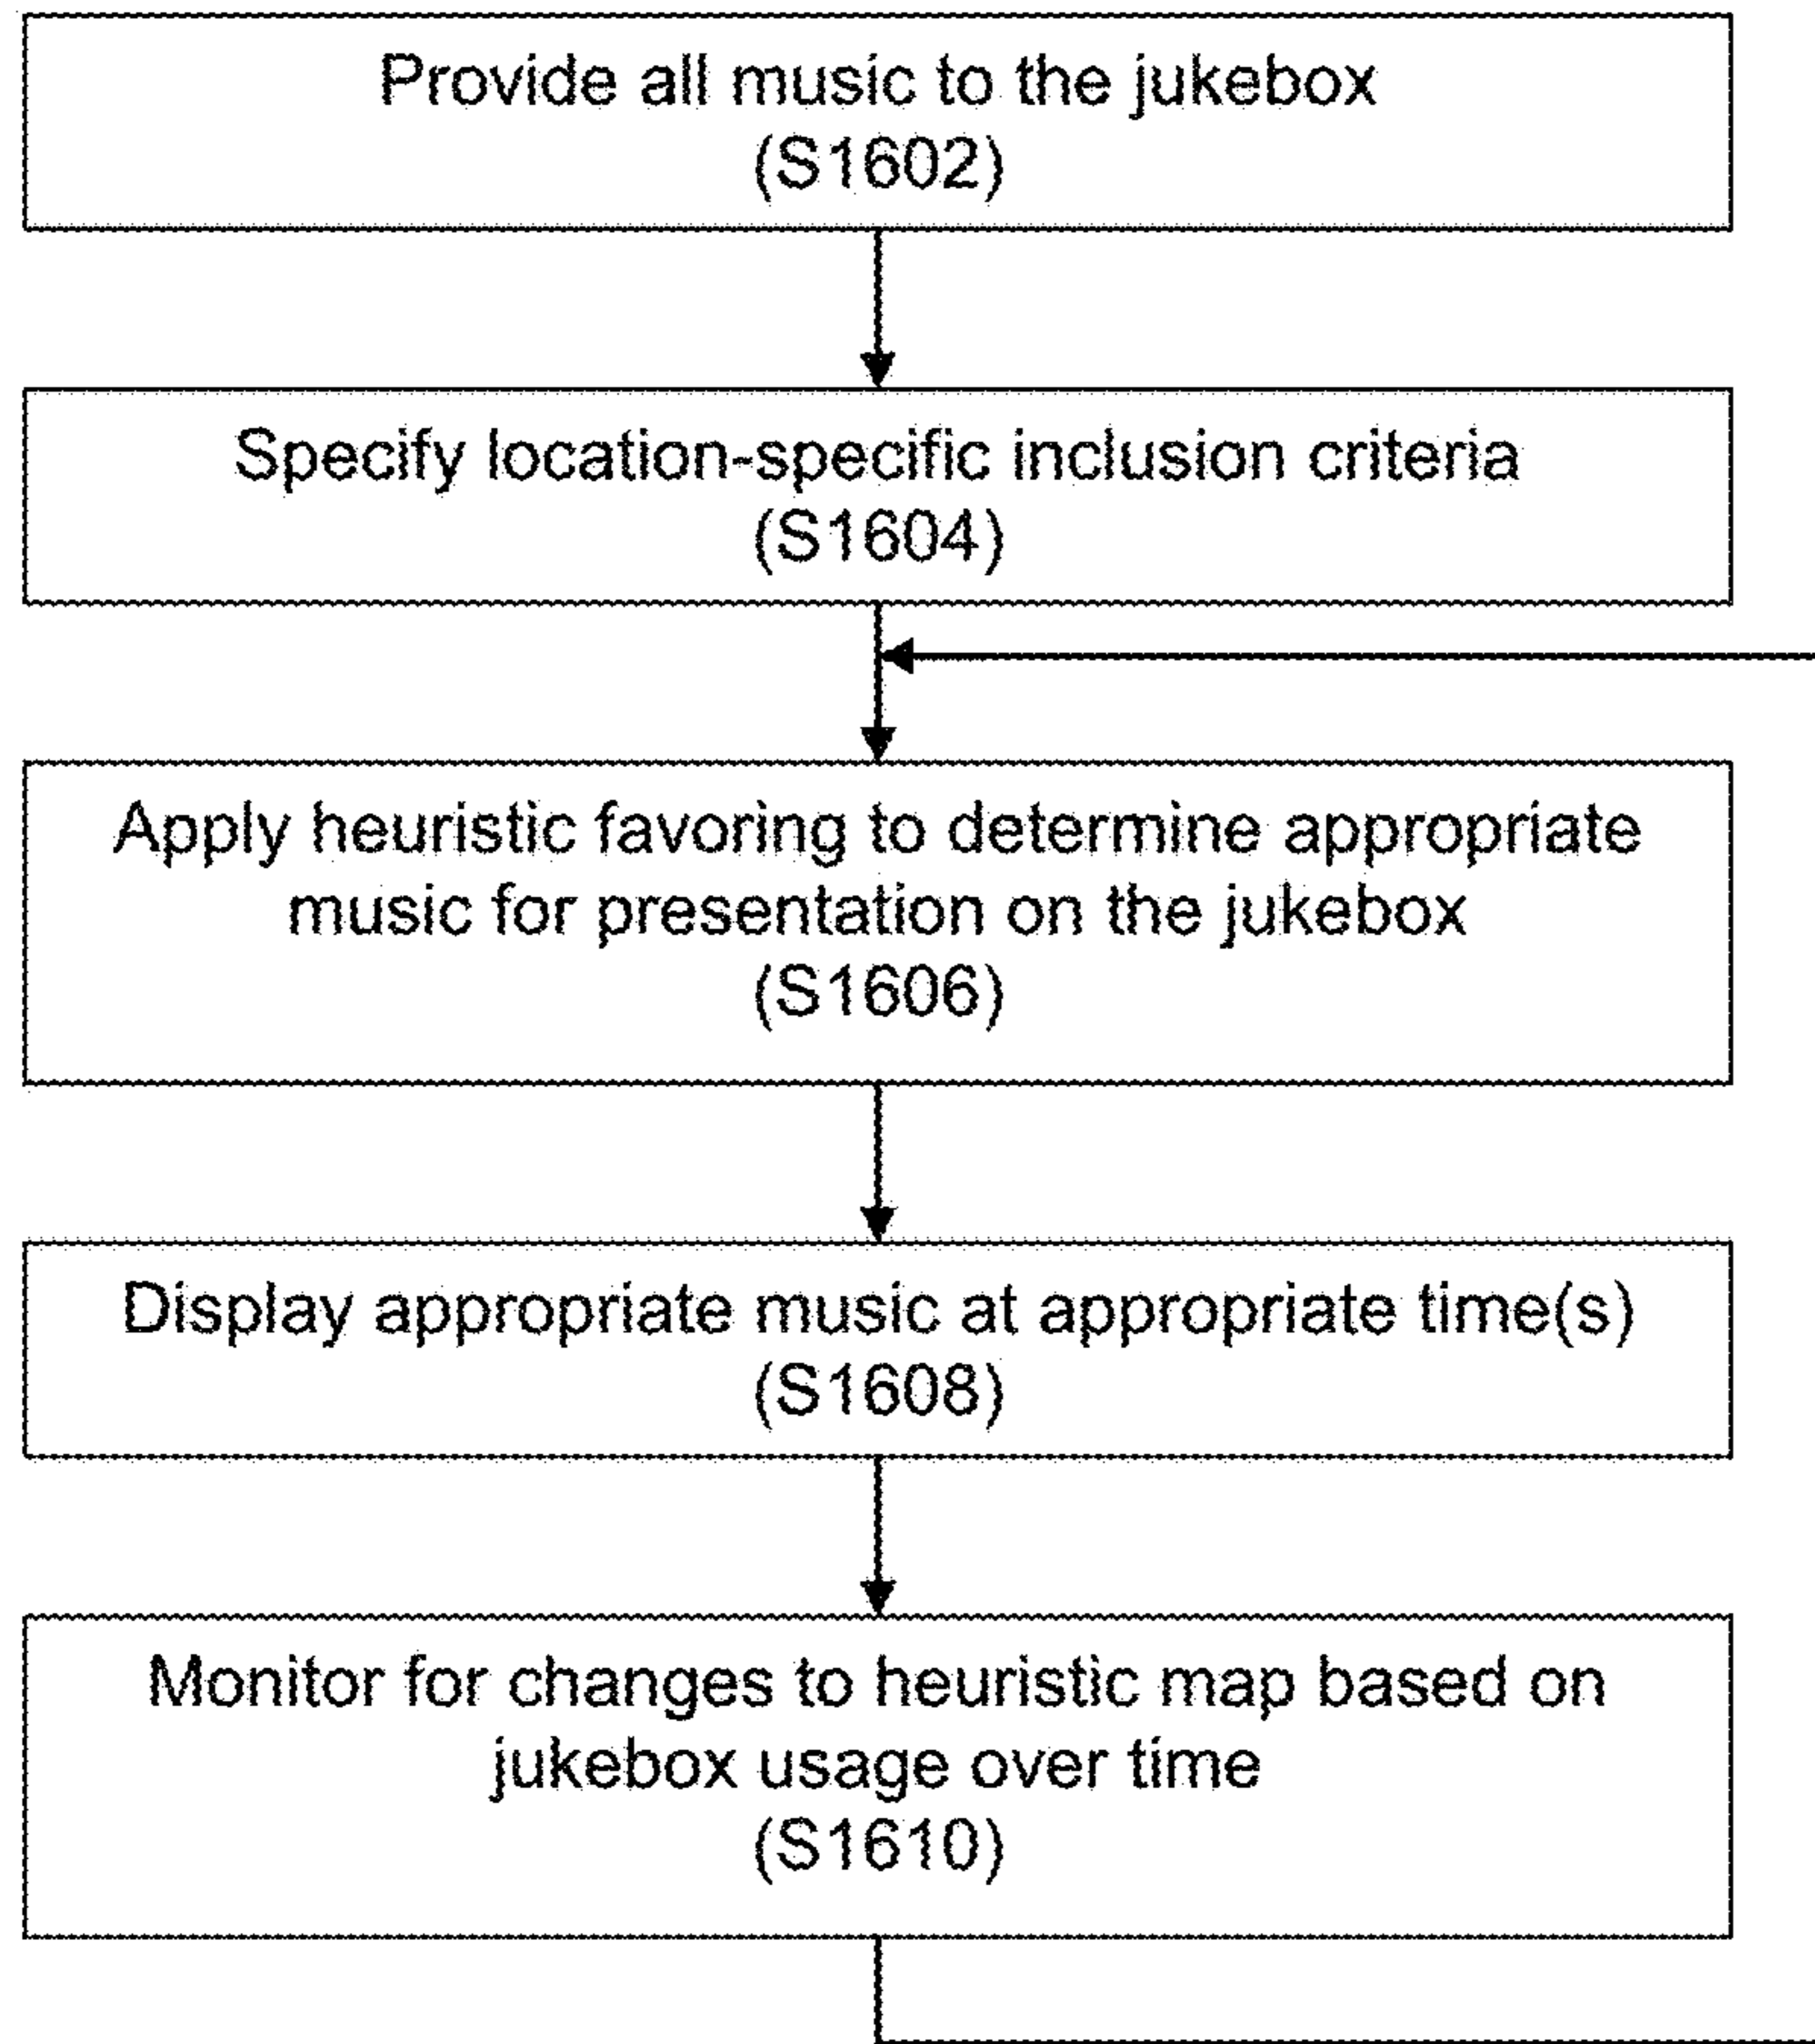 Provide all music to the jukebox
(S1602)
Specify location-specific inclusion criteria
(S1604)
Apply heuristic favoring to determine appropriate
music for presentation on the jukebox
(S1606)
Display appropriate music at appropriate time(s)
(S1608)
Monitor for changes to heuristic map based on
jukebox usage over time
(S1610)